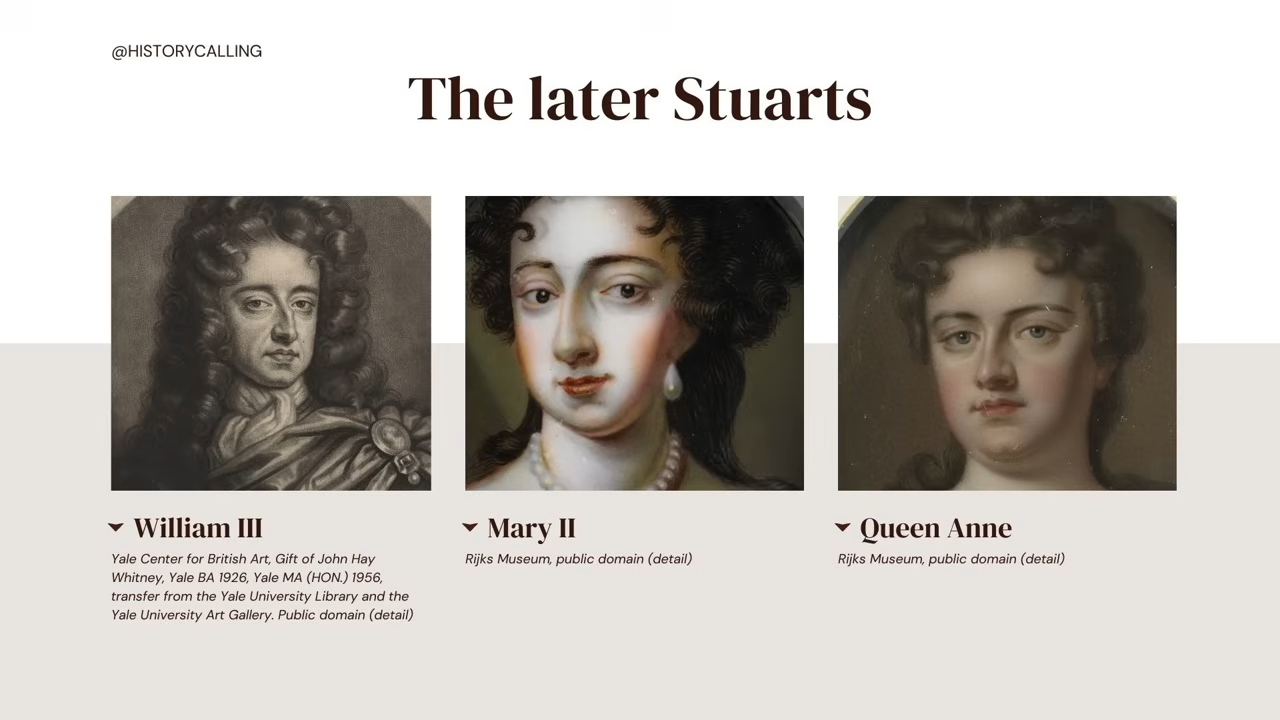 @HISTORYCALLING
The later Stuarts
William III
Yale Center for British Art, Gift of John Hay
Whitney, Yale BA 1926, Yale MA (HON.) 1956,
transfer from the Yale University Library and the
Yale University Art Gallery. Public domain (detail)
Mary II
Rijks Museum, public domain (detail)
Queen Anne
Rijks Museum, public domain (detail)